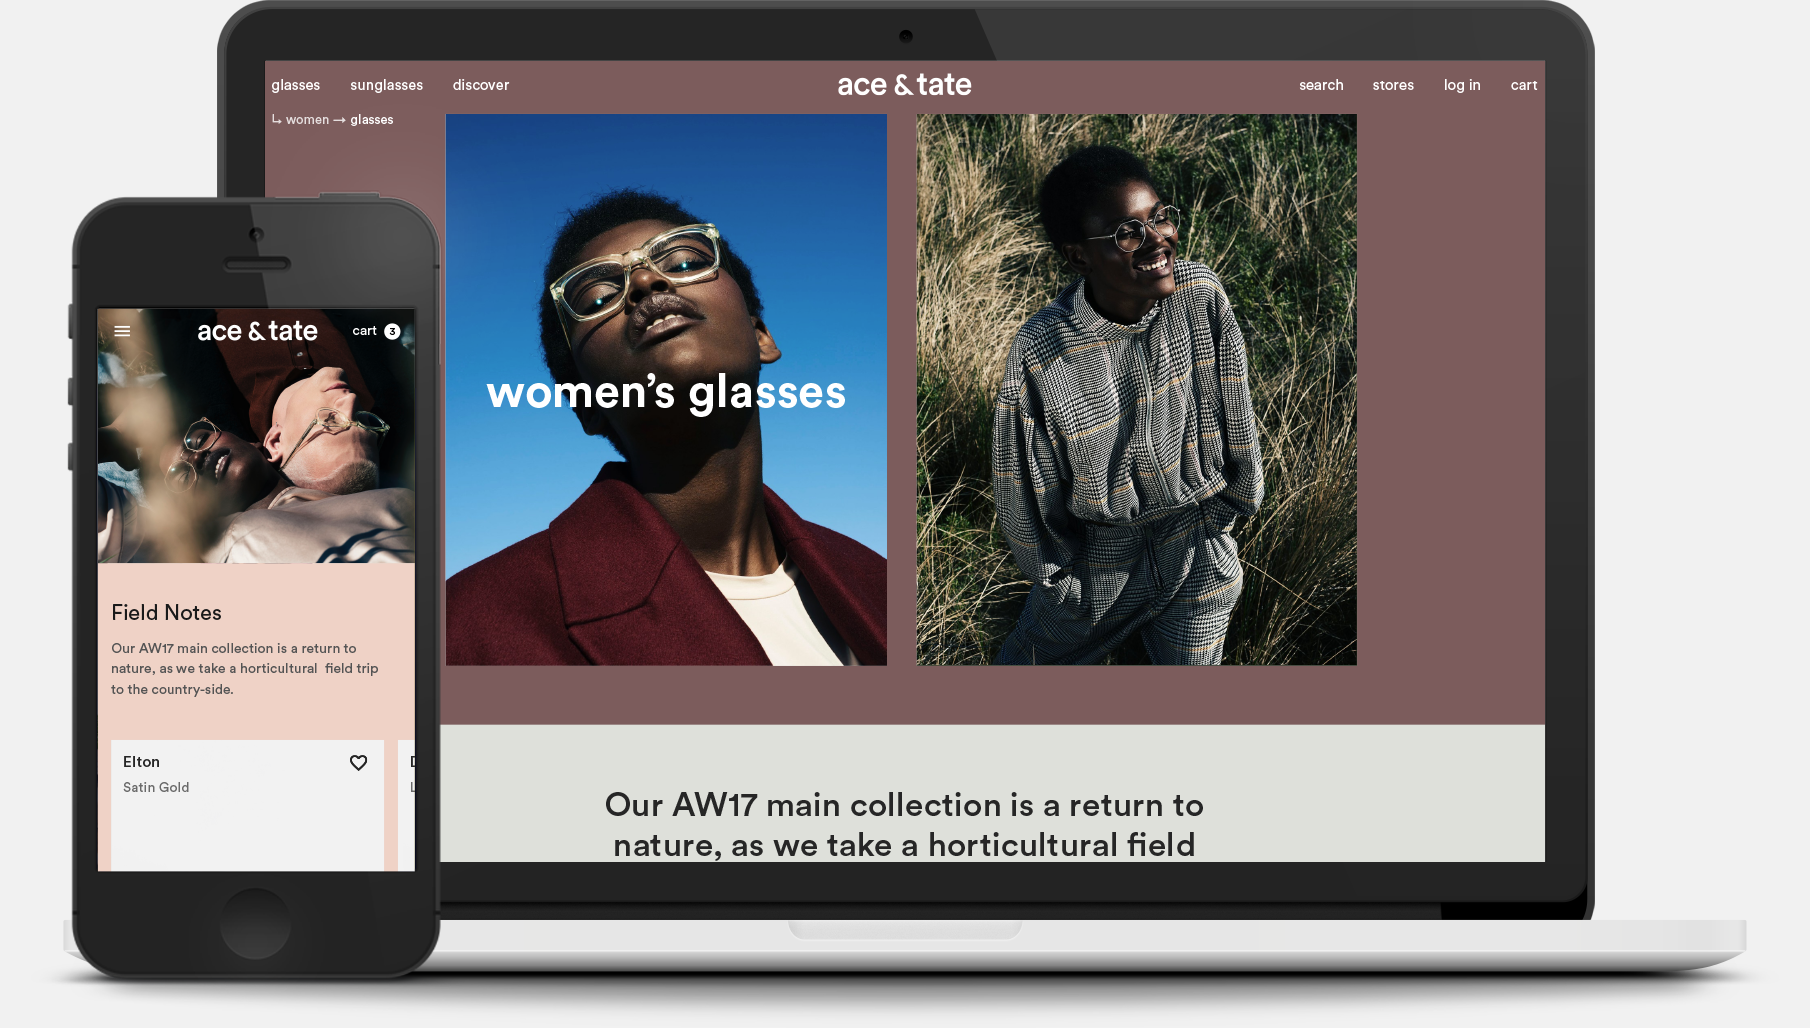 glasses sunglasses discover ace & tate search stores log in cart
↳ women → glasses
women's glasses
Our AW17 main collection is a return to
nature, as we take a horticultural field
ace & tate cart 3
Field Notes
Our AW17 main collection is a return to
nature, as we take a horticultural field trip
to the country-side.
Elton
Satin Gold